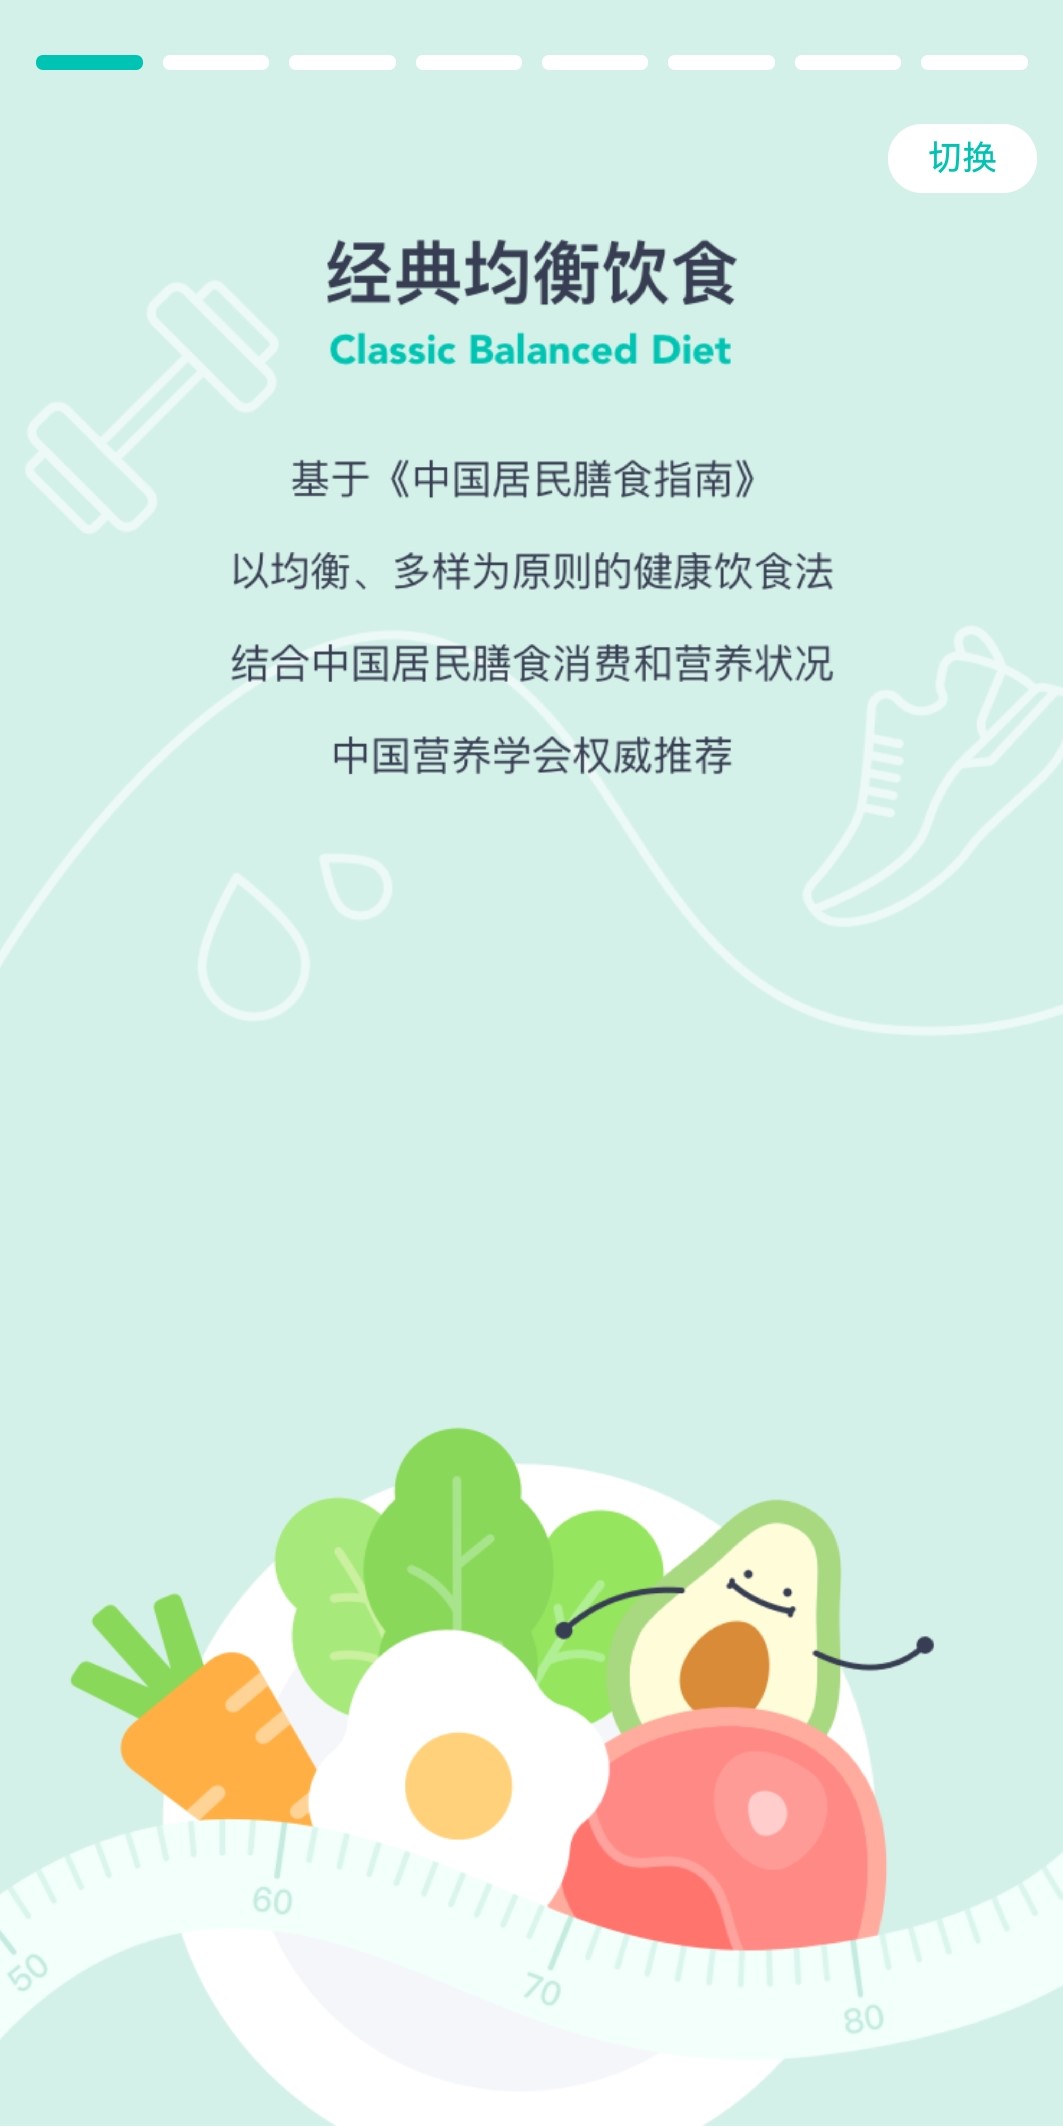 切换
经典均衡饮食
Classic Balanced Diet
基于《中国居民膳食指南》
以均衡、多样为原则的健康饮食法
结合中国居民膳食消费和营养状况
中国营养学会权威推荐
50
60
70
80